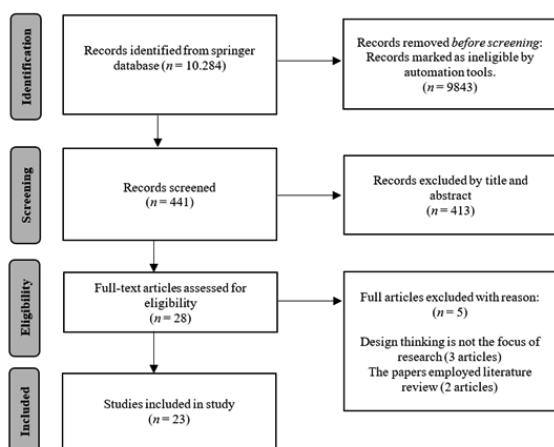 Identification
Records identified from springer
database (n = 10.284)
Records removed before screening:
Records marked as ineligible by
automation tools.
(n = 9843)
Screening
Records screened
(n = 441)
Records excluded by title and
abstract
(n = 413)
Eligibility
Full-text articles assessed for
eligibility
(n = 28)
Full articles excluded with reason:
(n = 5)
Design thinking is not the focus of
research (3 articles)
The papers employed literature
review (2 articles)
Included
Studies included in study
(n = 23)